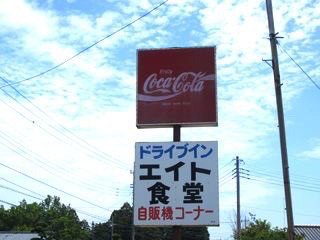 Enjoy
Coca-Cola
ドライブイン
エイト
食堂
自販機コーナー